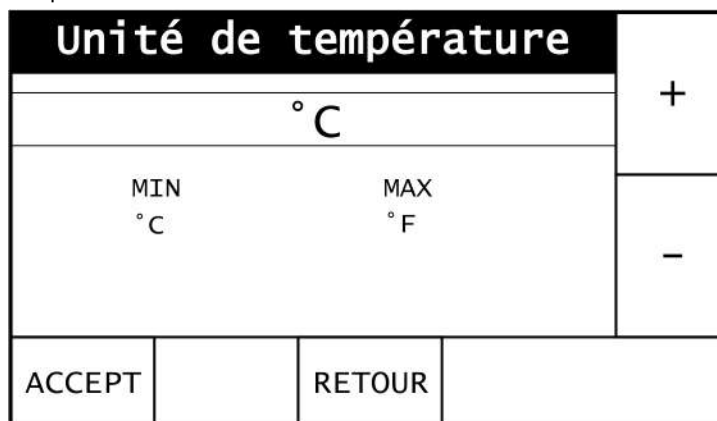 Unité de température
+
°C
MIN MAX
°C °F
-
ACCEPT RETOUR